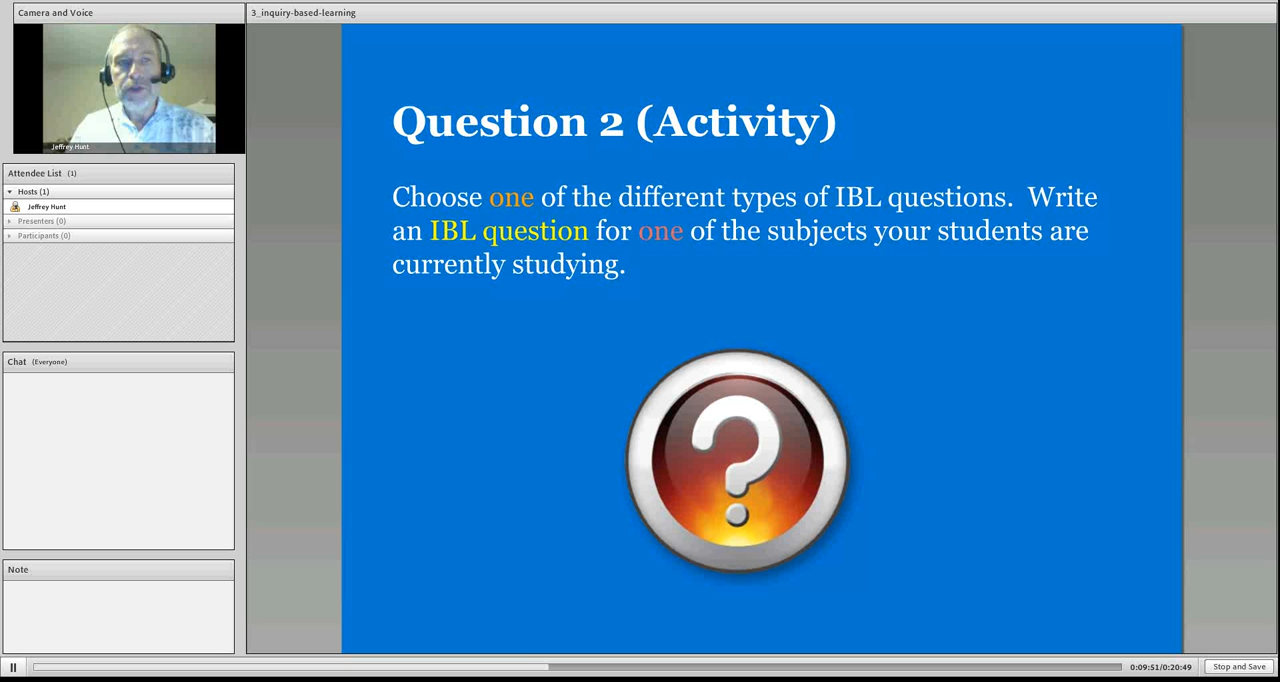 Camera and Voice
3_inquiry-based-learning
Jeffrey Hunt
Attendee List (1)
Hosts (1)
Jeffrey Hunt
Presenters (0)
Participants (0)
Chat (Everyone)
Note
Question 2 (Activity)
Choose one of the different types of IBL questions. Write
an IBL question for one of the subjects your students are
currently studying.
?
0:09:51/0:20:49
Stop and Save